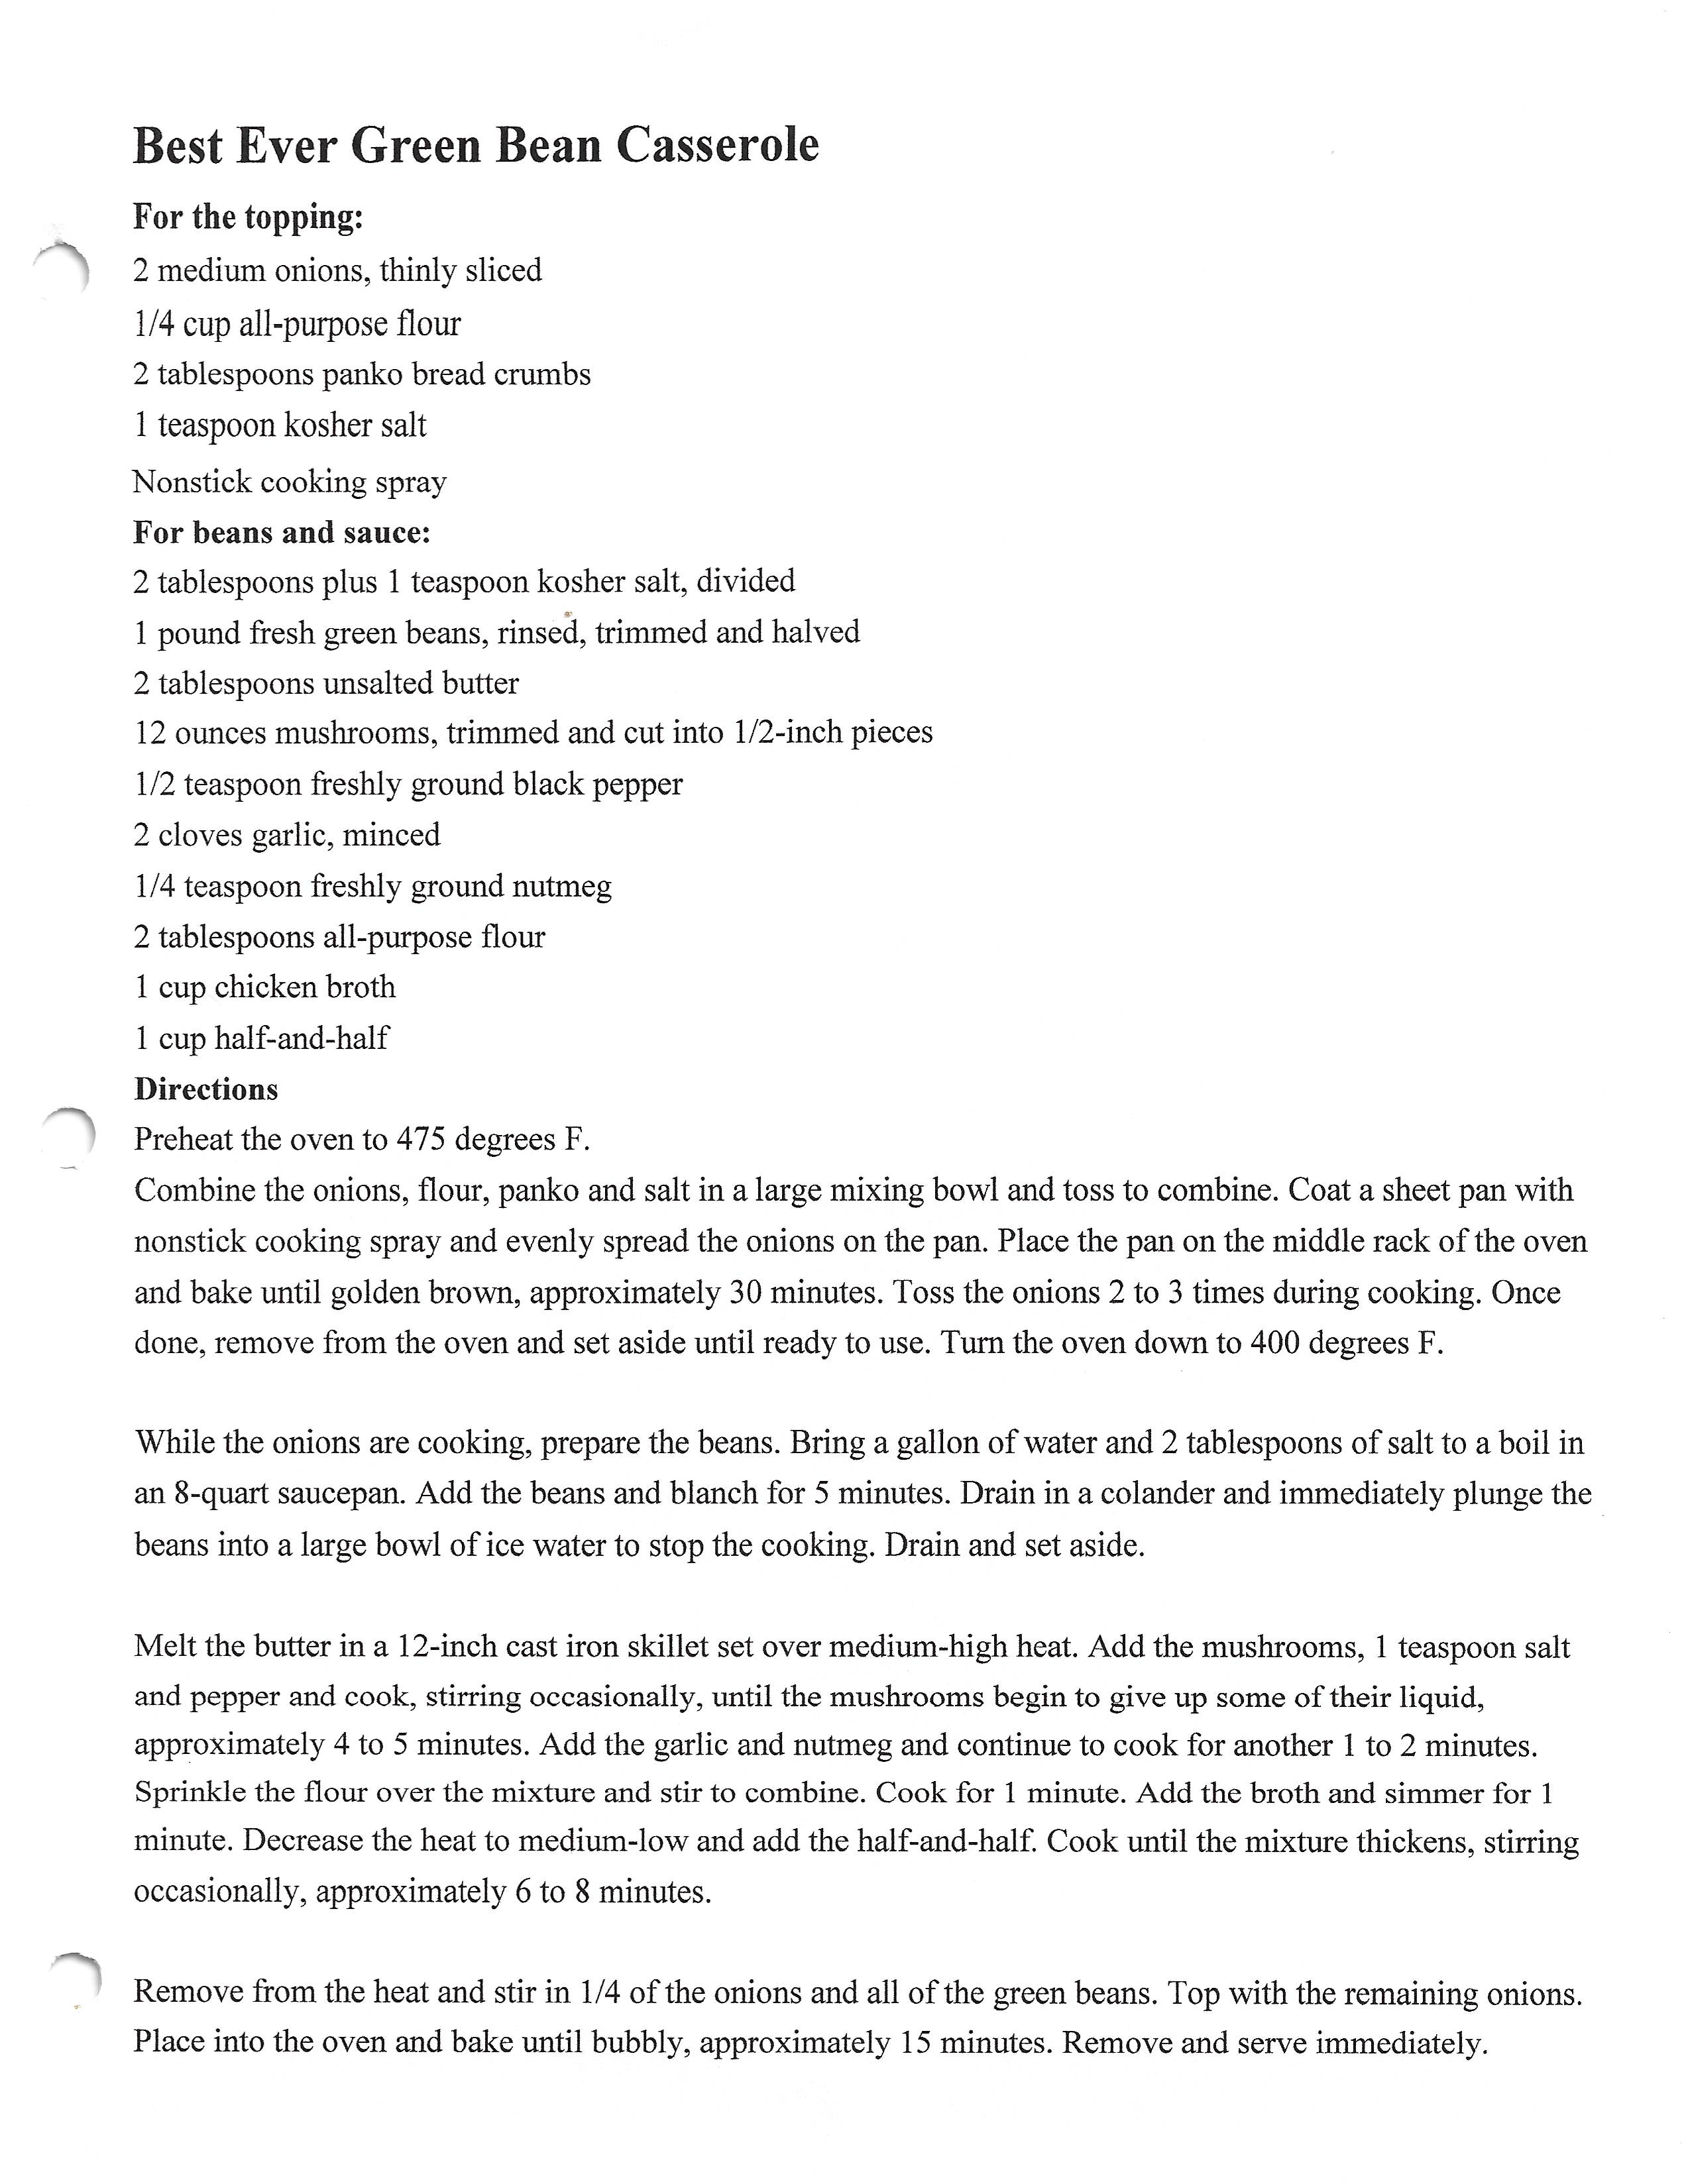 Best Ever Green Bean Casserole
For the topping:
2 medium onions, thinly sliced
1/4 cup all-purpose flour
2 tablespoons panko bread crumbs
1 teaspoon kosher salt
Nonstick cooking spray
For beans and sauce:
2 tablespoons plus 1 teaspoon kosher salt, divided
1 pound fresh green beans, rinsed, trimmed and halved
2 tablespoons unsalted butter
12 ounces mushrooms, trimmed and cut into 1/2-inch pieces
1/2 teaspoon freshly ground black pepper
2 cloves garlic, minced
1/4 teaspoon freshly ground nutmeg
2 tablespoons all-purpose flour
1 cup chicken broth
1 cup half-and-half
Directions
Preheat the oven to 475 degrees F.
Combine the onions, flour, panko and salt in a large mixing bowl and toss to combine. Coat a sheet pan with
nonstick cooking spray and evenly spread the onions on the pan. Place the pan on the middle rack of the oven
and bake until golden brown, approximately 30 minutes. Toss the onions 2 to 3 times during cooking. Once
done, remove from the oven and set aside until ready to use. Turn the oven down to 400 degrees F.
While the onions are cooking, prepare the beans. Bring a gallon of water and 2 tablespoons of salt to a boil in
an 8-quart saucepan. Add the beans and blanch for 5 minutes. Drain in a colander and immediately plunge the
beans into a large bowl of ice water to stop the cooking. Drain and set aside.
Melt the butter in a 12-inch cast iron skillet set over medium-high heat. Add the mushrooms, 1 teaspoon salt
and pepper and cook, stirring occasionally, until the mushrooms begin to give up some of their liquid,
approximately 4 to 5 minutes. Add the garlic and nutmeg and continue to cook for another 1 to 2 minutes.
Sprinkle the flour over the mixture and stir to combine. Cook for 1 minute. Add the broth and simmer for 1
minute. Decrease the heat to medium-low and add the half-and-half. Cook until the mixture thickens, stirring
occasionally, approximately 6 to 8 minutes.
Remove from the heat and stir in 1/4 of the onions and all of the green beans. Top with the remaining onions.
Place into the oven and bake until bubbly, approximately 15 minutes. Remove and serve immediately.